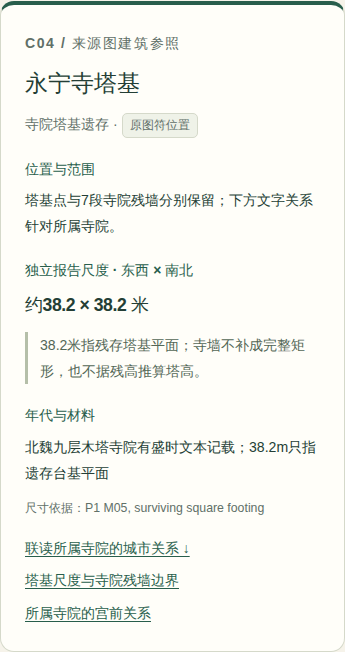 C04 / 来源图建筑参照
永宁寺塔基
寺院塔基遗存 · 原图符位置
位置与范围
塔基点与7段寺院残墙分别保留；下方文字关系
针对所属寺院。
独立报告尺度 · 东西 × 南北
约38.2 × 38.2 米
38.2米指残存塔基平面；寺墙不补成完整矩
形，也不据残高推算塔高。
年代与材料
北魏九层木塔寺院有盛时文本记载；38.2m只指
遗存台基平面
尺寸依据：P1 M05, surviving square footing
联读所属寺院的城市关系 ↓
塔基尺度与寺院残墙边界
所属寺院的宫前关系